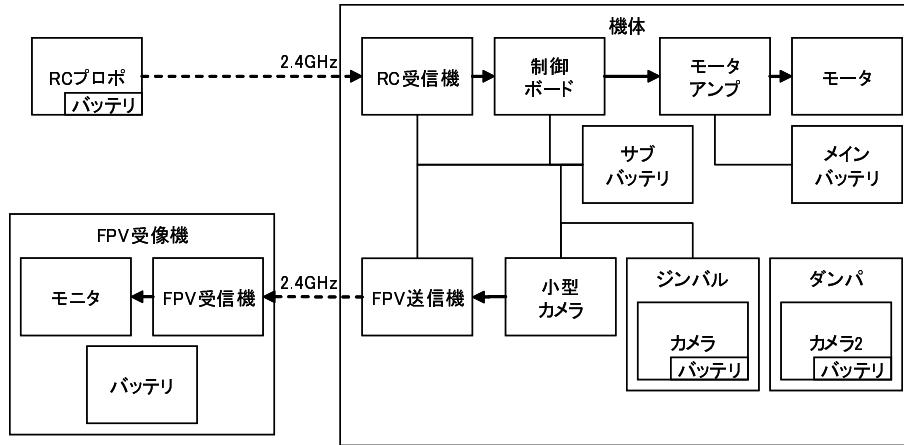 機体
RCプロポ
バッテリ
2.4GHz
RC受信機
制御
ボード
モータ
アンプ
モータ
サブ
バッテリ
メイン
バッテリ
FPV受像機
モニタ
FPV受信機
バッテリ
2.4GHz
FPV送信機
小型
カメラ
ジンバル
カメラ
バッテリ
ダンパ
カメラ2
バッテリ